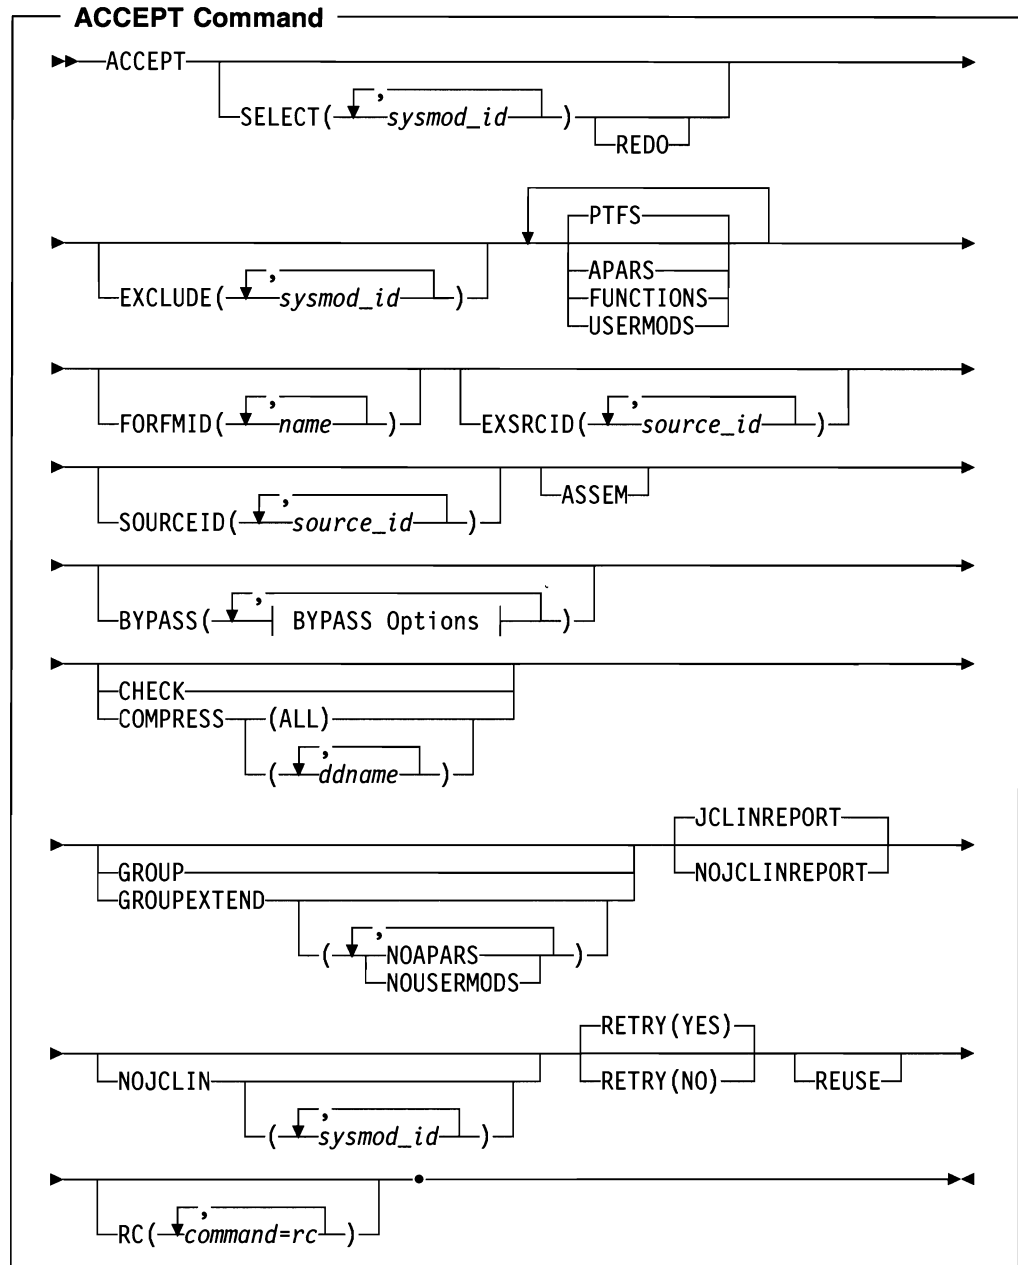 ACCEPT Command
ACCEPT
,
SELECT( sysmod_id )
REDO
PTFS
,
APARS
EXCLUDE( sysmod_id )
FUNCTIONS
USERMODS
, ,
FORFMID( name ) EXSRCID( source_id )
,
ASSEM
SOURCEID( source_id )
,
BYPASS( BYPASS Options )
CHECK
COMPRESS (ALL)
,
( ddname )
JCLINREPORT
GROUP NOJCLINREPORT
GROUPEXTEND
,
( NOAPARS )
NOUSERMODS
RETRY(YES)
NOJCLIN RETRY(NO) REUSE
,
( sysmod_id )
,
RC( command=rc )